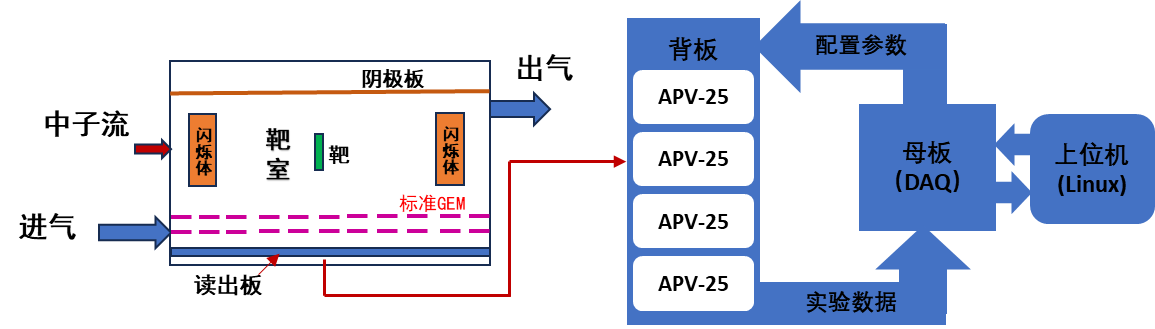 阴极板
出气
中子流
闪烁体
靶室
靶
闪烁体
标准GEM
进气
读出板
背板
APV-25
APV-25
APV-25
APV-25
配置参数
母板
(DAQ)
上位机
(Linux)
实验数据